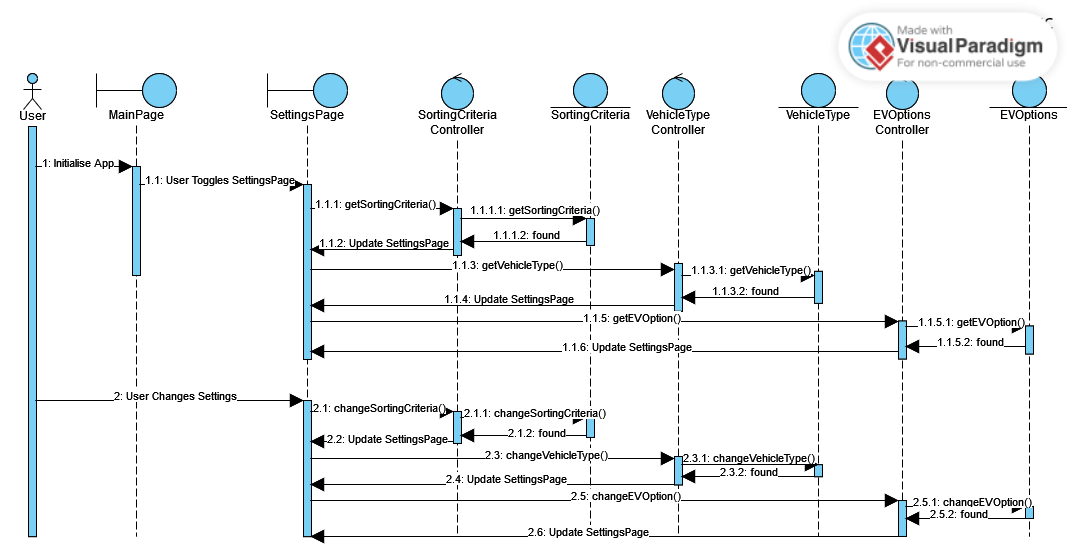 Made with
VisualParadigm
For non-commercial use
User
MainPage
SettingsPage
SortingCriteria
Controller
SortingCriteria
VehicleType
Controller
VehicleType
EVOptions
Controller
EVOptions
1: Initialise App
1.1: User Toggles SettingsPage
1.1.1: getSortingCriteria()
1.1.1.1: getSortingCriteria()
1.1.1.2: found
1.1.2: Update SettingsPage
1.1.3: getVehicleType()
1.1.3.1: getVehicleType()
1.1.3.2: found
1.1.4: Update SettingsPage
1.1.5: getEVOption()
1.1.5.1: getEVOption()
1.1.5.2: found
1.1.6: Update SettingsPage
2: User Changes Settings
2.1: changeSortingCriteria()
2.1.1: changeSortingCriteria()
2.1.2: found
2.2: Update SettingsPage
2.3: changeVehicleType()
2.3.1: changeVehicleType()
2.3.2: found
2.4: Update SettingsPage
2.5: changeEVOption()
2.5.1: changeEVOption()
2.5.2: found
2.6: Update SettingsPage